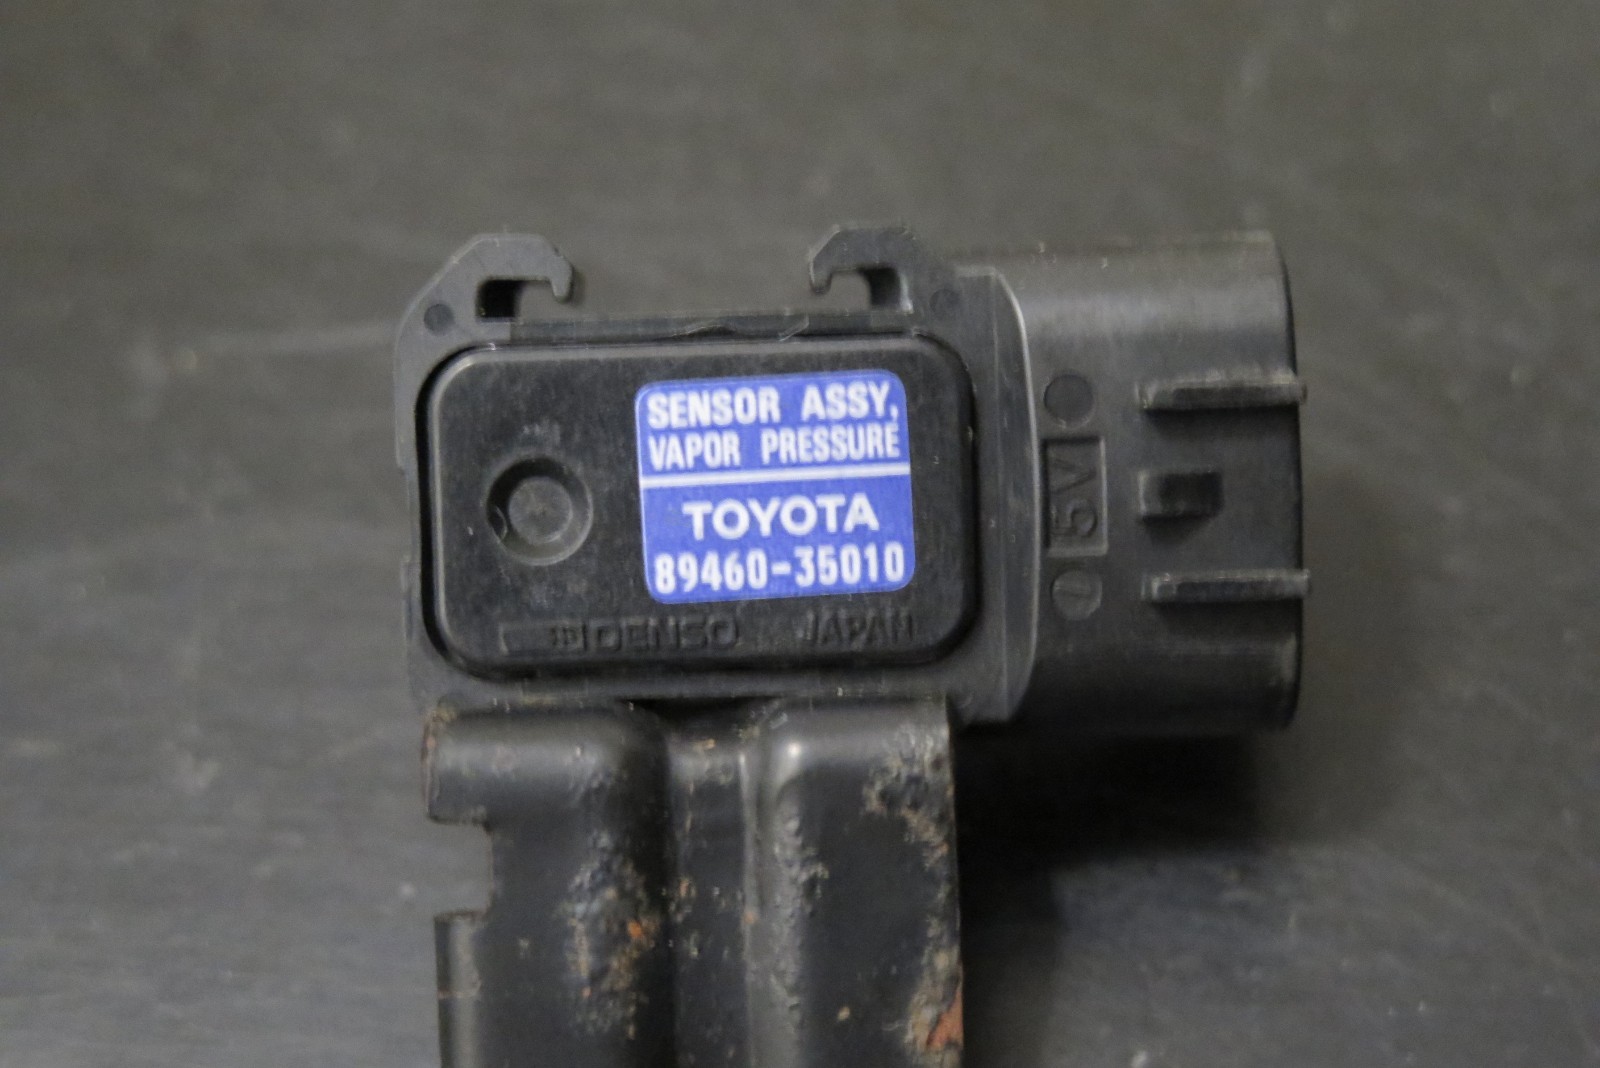 SENSOR ASSY,
VAPOR PRESSURE
TOYOTA
89460-35010
DENSO JAPAN
5V